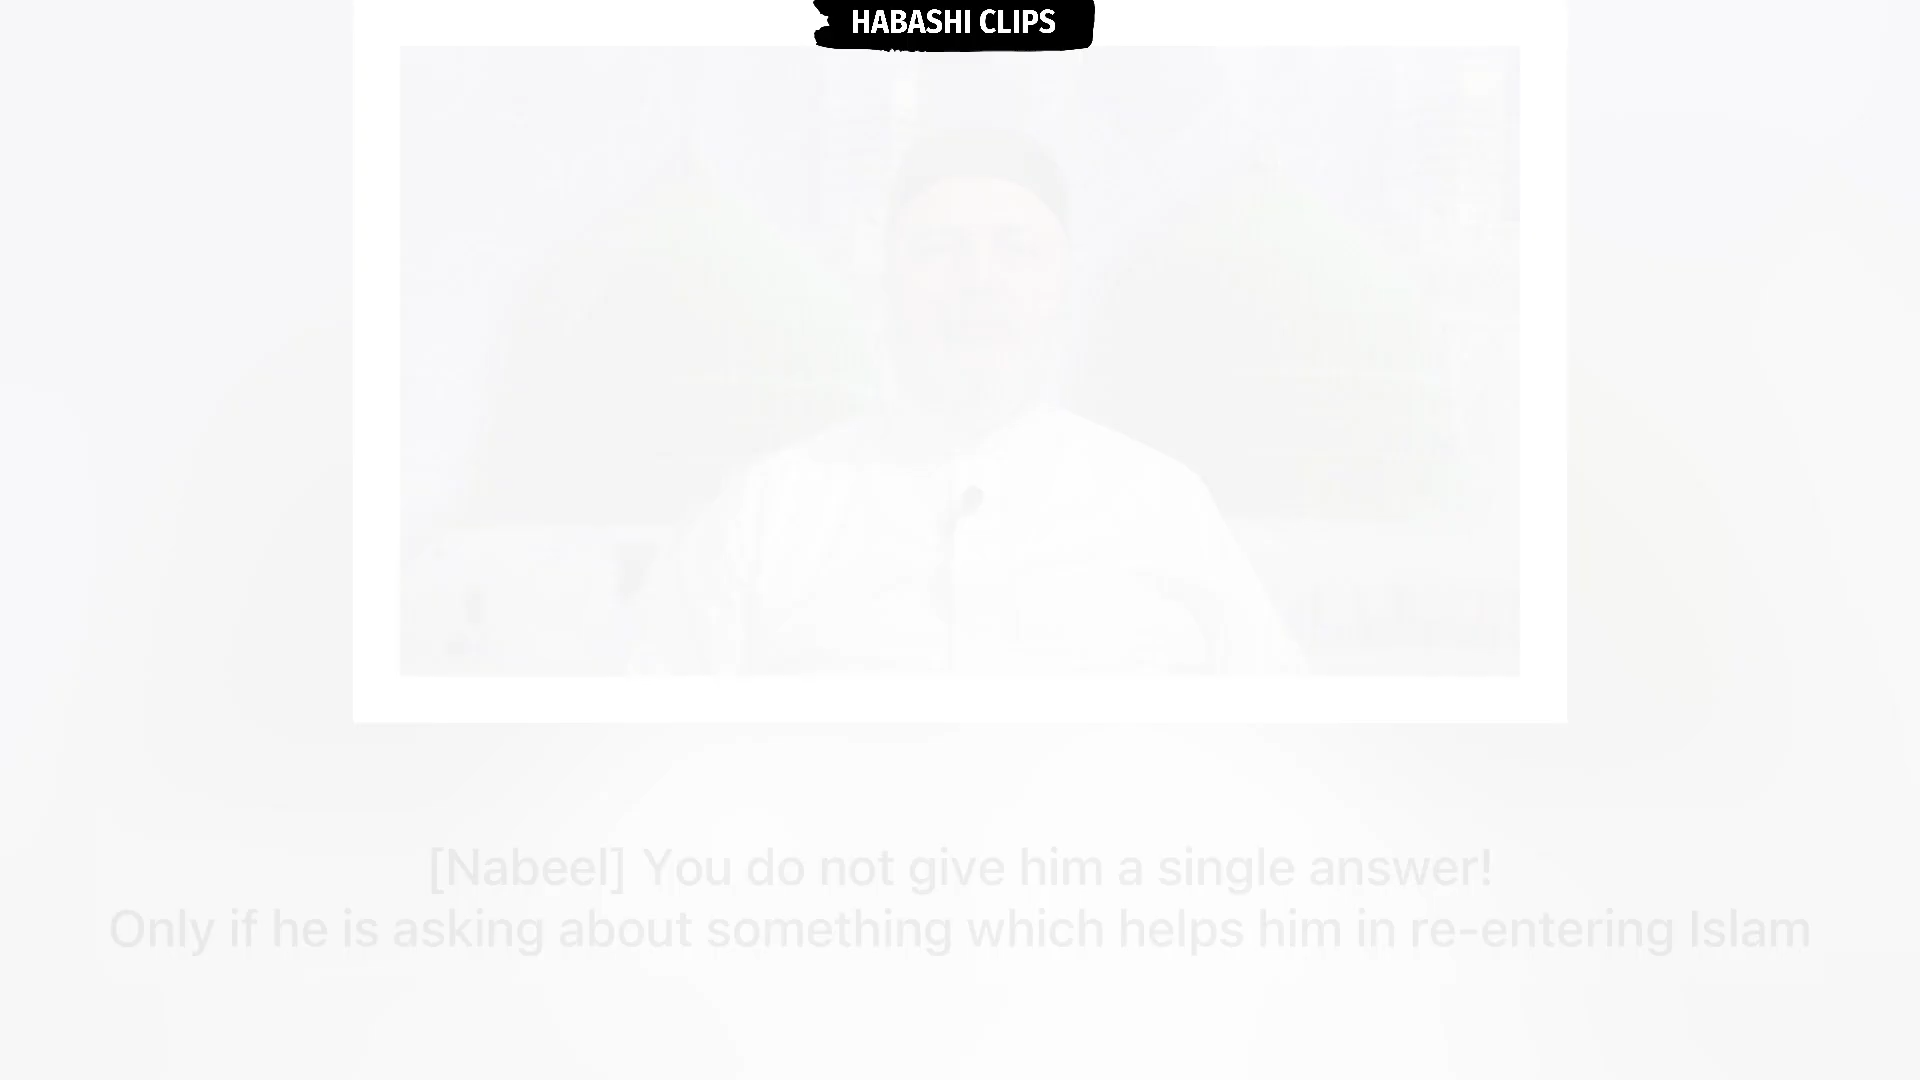 HABASHI CLIPS
[Nabeel] You do not give him a single answer!
Only if he is asking about something which helps him in re-entering Islam